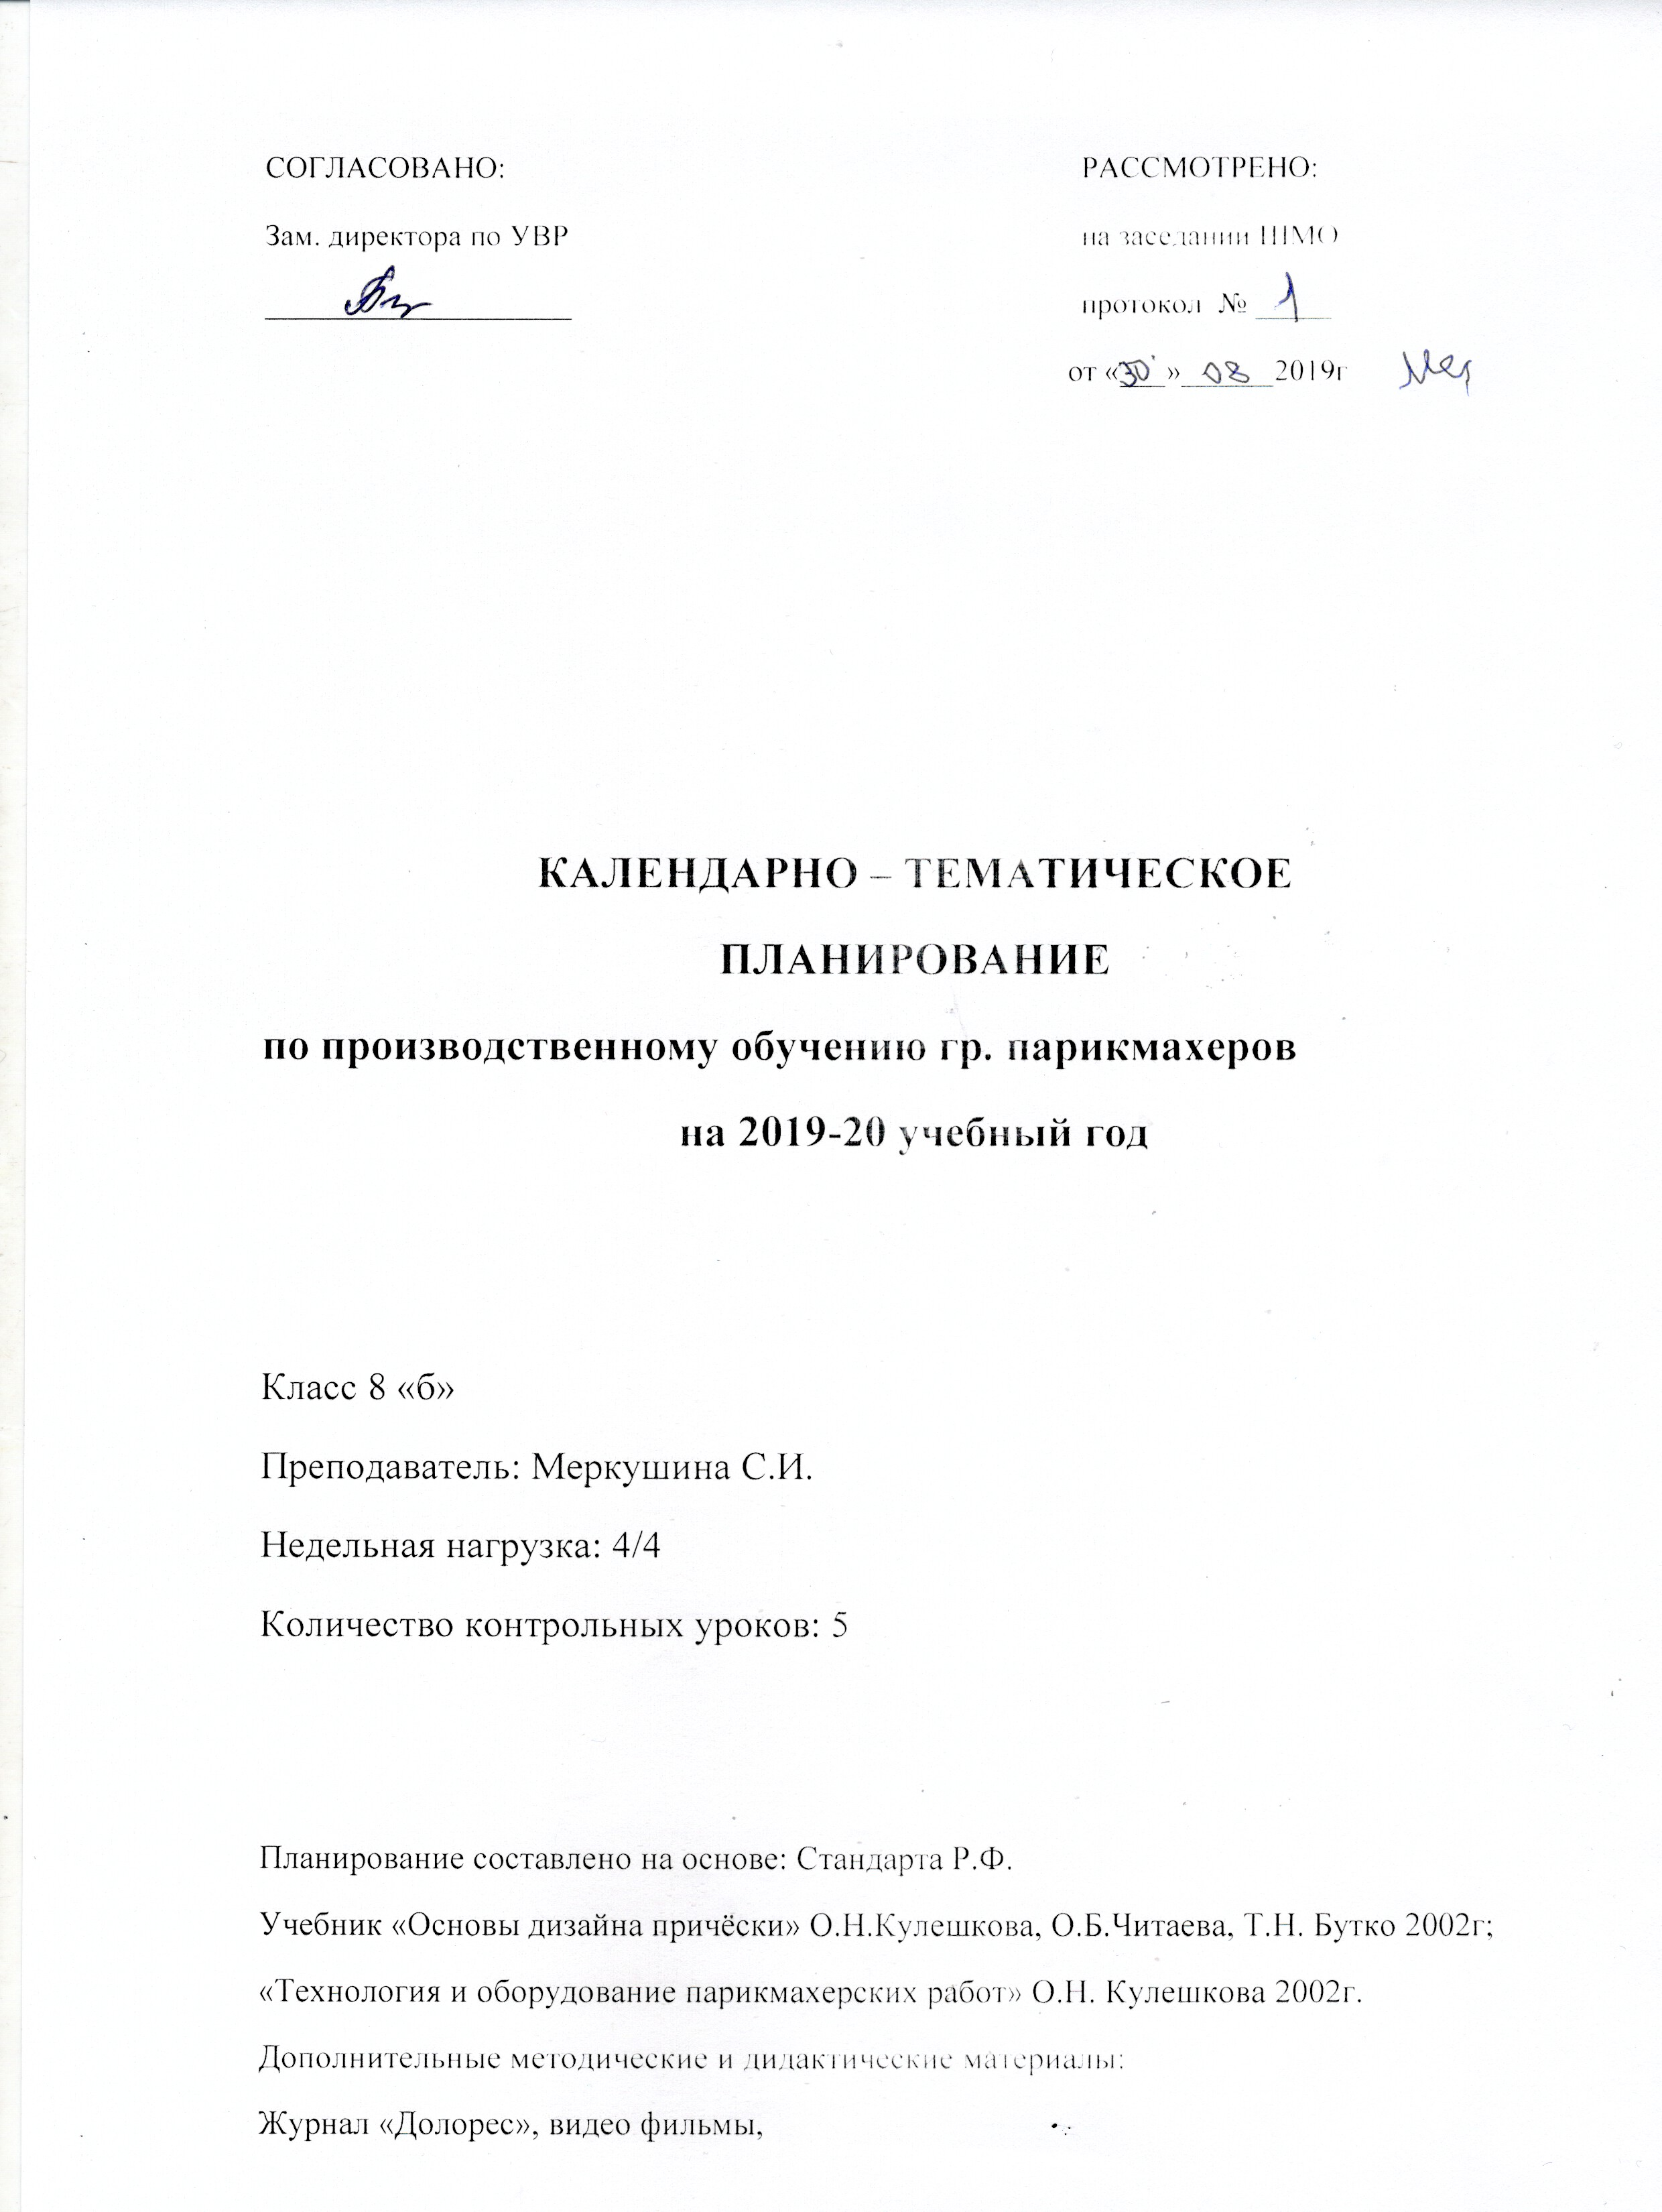 СОГЛАСОВАНО:
Зам. директора по УВР
РАССМОТРЕНО:
на заседании ШМО
протокол № 1
от «30» 08 2019г
КАЛЕНДАРНО – ТЕМАТИЧЕСКОЕ
ПЛАНИРОВАНИЕ
по производственному обучению гр. парикмахеров
на 2019-20 учебный год
Класс 8 «б»
Преподаватель: Меркушина С.И.
Недельная нагрузка: 4/4
Количество контрольных уроков: 5
Планирование составлено на основе: Стандарта Р.Ф.
Учебник «Основы дизайна причёски» О.Н.Кулешкова, О.Б.Читаева, Т.Н. Бутко 2002г;
«Технология и оборудование парикмахерских работ» О.Н. Кулешкова 2002г.
Дополнительные методические и дидактические материалы:
Журнал «Долорес», видео фильмы,